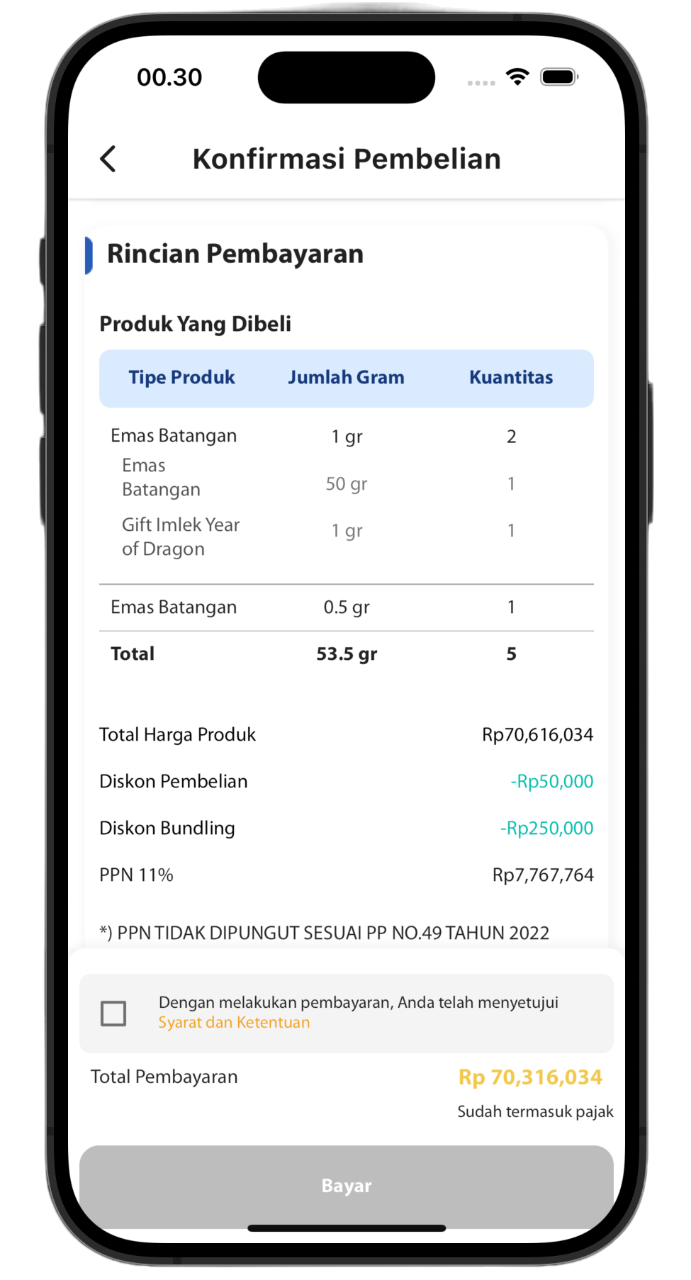 00.30
Konfirmasi Pembelian
Rincian Pembayaran
Produk Yang Dibeli
Tipe Produk Jumlah Gram Kuantitas
Emas Batangan 1 gr 2
Emas
Batangan 50 gr 1
Gift Imlek Year
of Dragon 1 gr 1
Emas Batangan 0.5 gr 1
Total 53.5 gr 5
Total Harga Produk Rp70,616,034
Diskon Pembelian -Rp50,000
Diskon Bundling -Rp250,000
PPN 11% Rp7,767,764
*) PPN TIDAK DIPUNGUT SESUAI PP NO.49 TAHUN 2022
Dengan melakukan pembayaran, Anda telah menyetujui
Syarat dan Ketentuan
Total Pembayaran Rp 70,316,034
Sudah termasuk pajak
Bayar